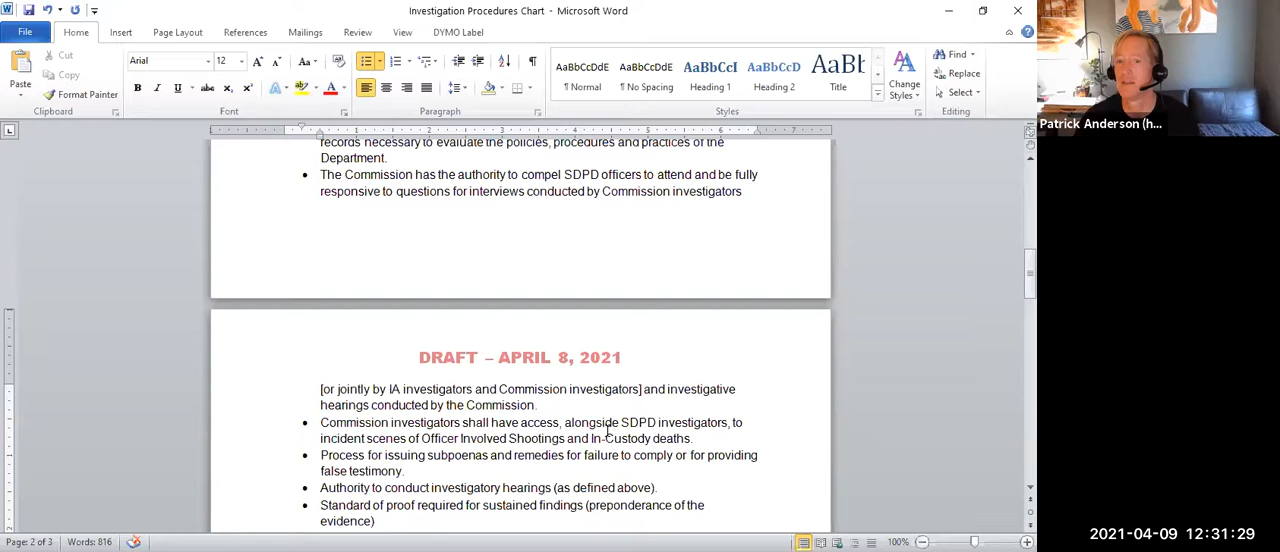 Investigation Procedures Chart - Microsoft Word
File Home Insert Page Layout References Mailings Review View DYMO Label
Paste
Cut
Copy
Format Painter
Clipboard
Arial 12
Font
Paragraph
AaBbCcDdE AaBbCcDdE AaBbCcI AaBbCcD AaBb
¶ Normal ¶ No Spacing Heading 1 Heading 2 Title
Change Styles
Styles
Find
Replace
Select
Editing
Patrick Anderson (h...
records necessary to evaluate the policies, procedures and practices of the
Department.
• The Commission has the authority to compel SDPD officers to attend and be fully
responsive to questions for interviews conducted by Commission investigators
DRAFT – APRIL 8, 2021
[or jointly by IA investigators and Commission investigators] and investigative
hearings conducted by the Commission.
• Commission investigators shall have access, alongside SDPD investigators, to
incident scenes of Officer Involved Shootings and In-Custody deaths.
• Process for issuing subpoenas and remedies for failure to comply or for providing
false testimony.
• Authority to conduct investigatory hearings (as defined above).
• Standard of proof required for sustained findings (preponderance of the
evidence)
Page: 2 of 3 Words: 816
100%
2021-04-09 12:31:29